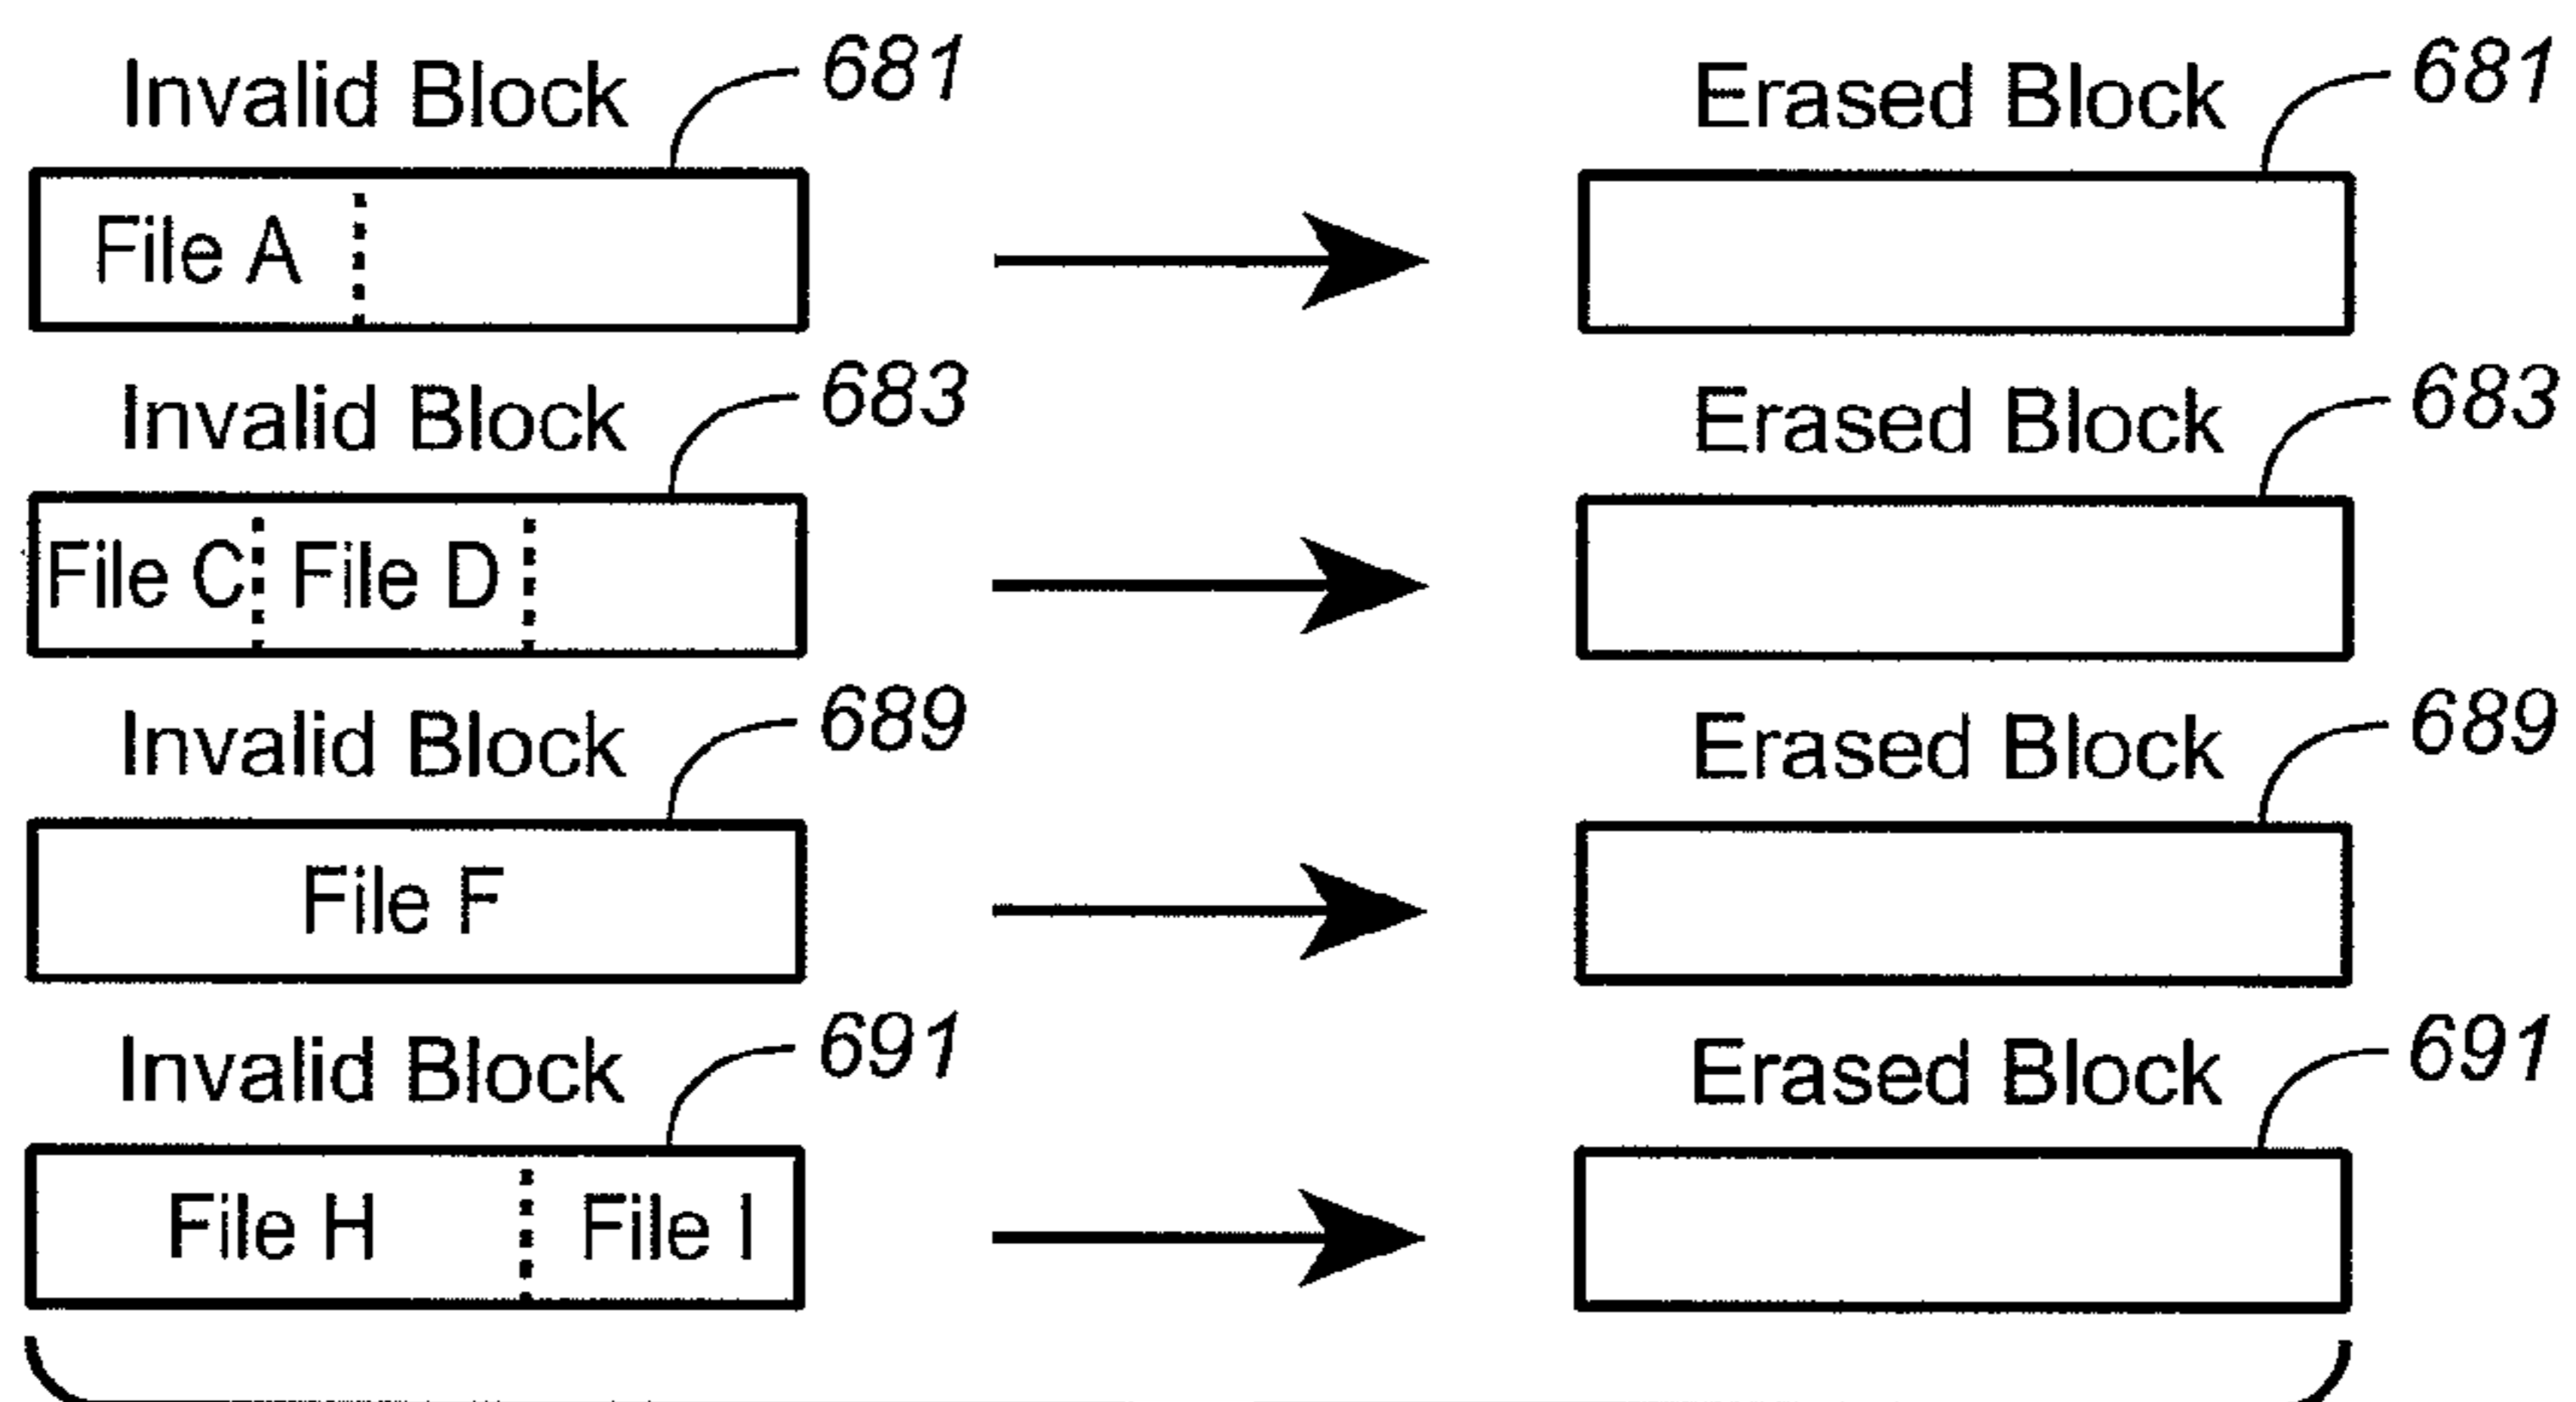 Invalid Block 681 Erased Block 681
File A
Invalid Block 683 Erased Block 683
File C File D
Invalid Block 689 Erased Block 689
File F
Invalid Block 691 Erased Block 691
File H File I